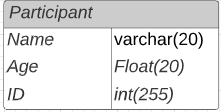 Participant
Name varchar(20)
Age Float(20)
ID int(255)